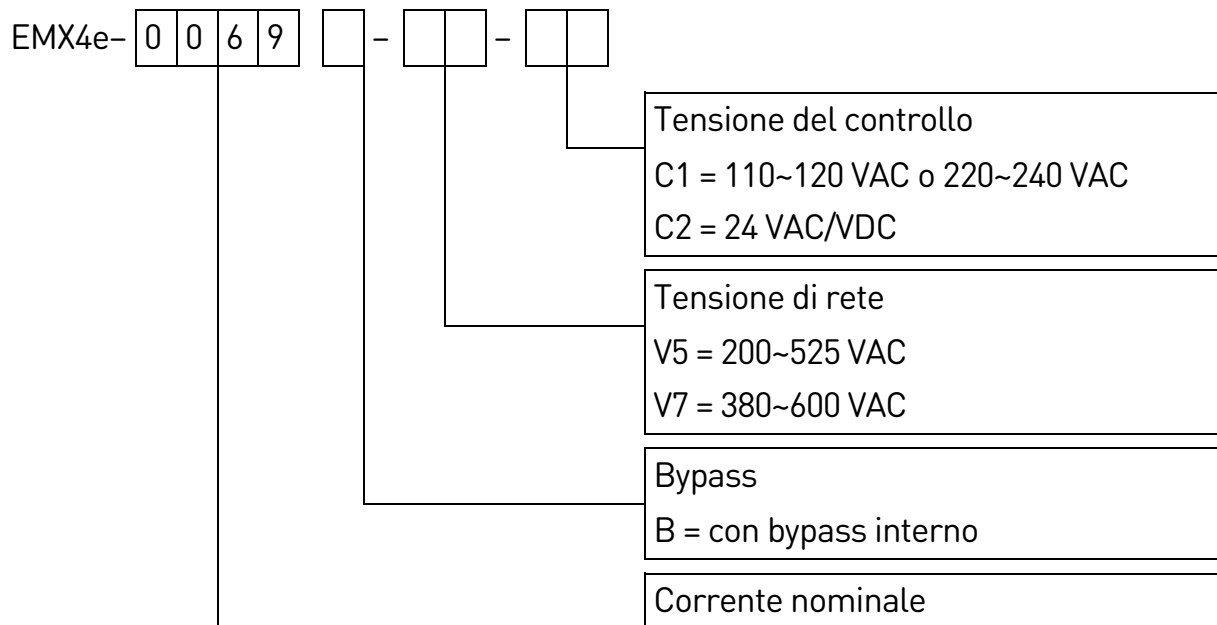 EMX4e– 0 0 6 9 – –
Tensione del controllo
C1 = 110~120 VAC o 220~240 VAC
C2 = 24 VAC/VDC
Tensione di rete
V5 = 200~525 VAC
V7 = 380~600 VAC
Bypass
B = con bypass interno
Corrente nominale